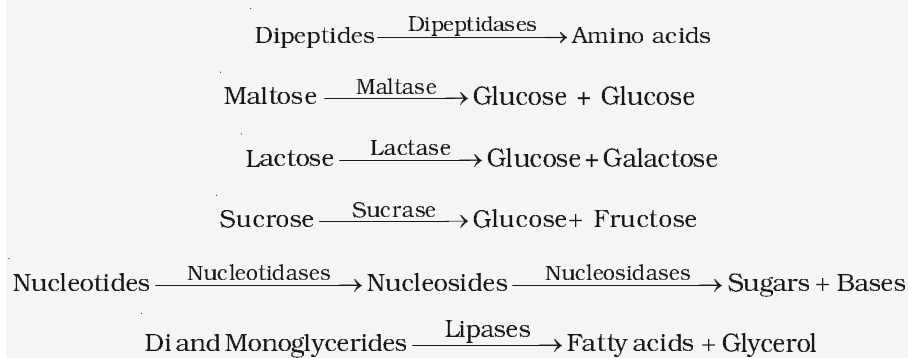 Dipeptides Dipeptidases → Amino acids
Maltose Maltase → Glucose + Glucose
Lactose Lactase → Glucose + Galactose
Sucrose Sucrase → Glucose + Fructose
Nucleotides Nucleotidases → Nucleosides Nucleosidases → Sugars + Bases
Di and Monoglycerides Lipases → Fatty acids + Glycerol